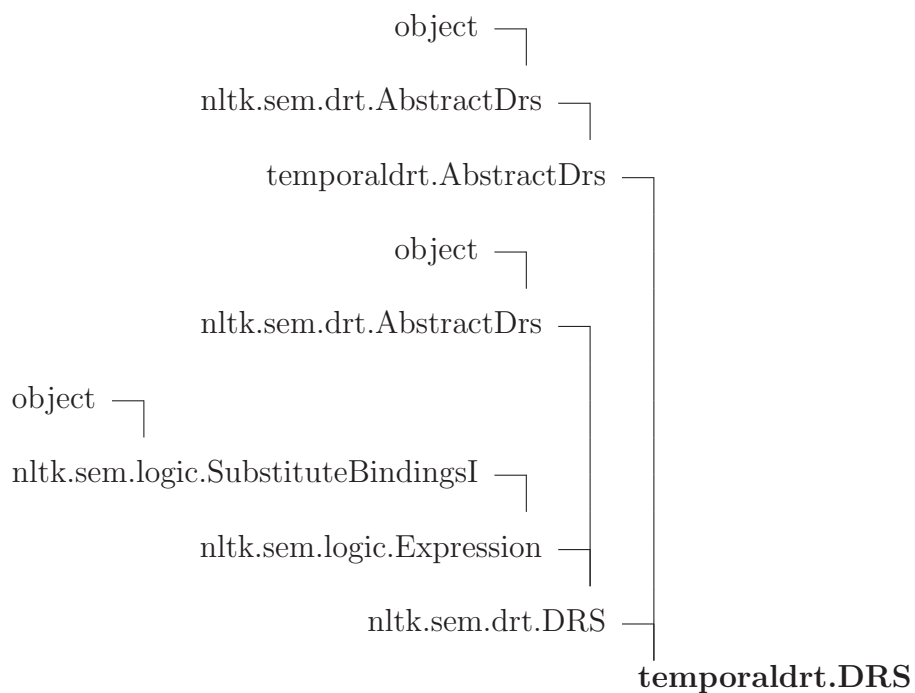 object
nltk.sem.drt.AbstractDrs
temporaldrt.AbstractDrs
object
nltk.sem.drt.AbstractDrs
object
nltk.sem.logic.SubstituteBindingsI
nltk.sem.logic.Expression
nltk.sem.drt.DRS
temporaldrt.DRS